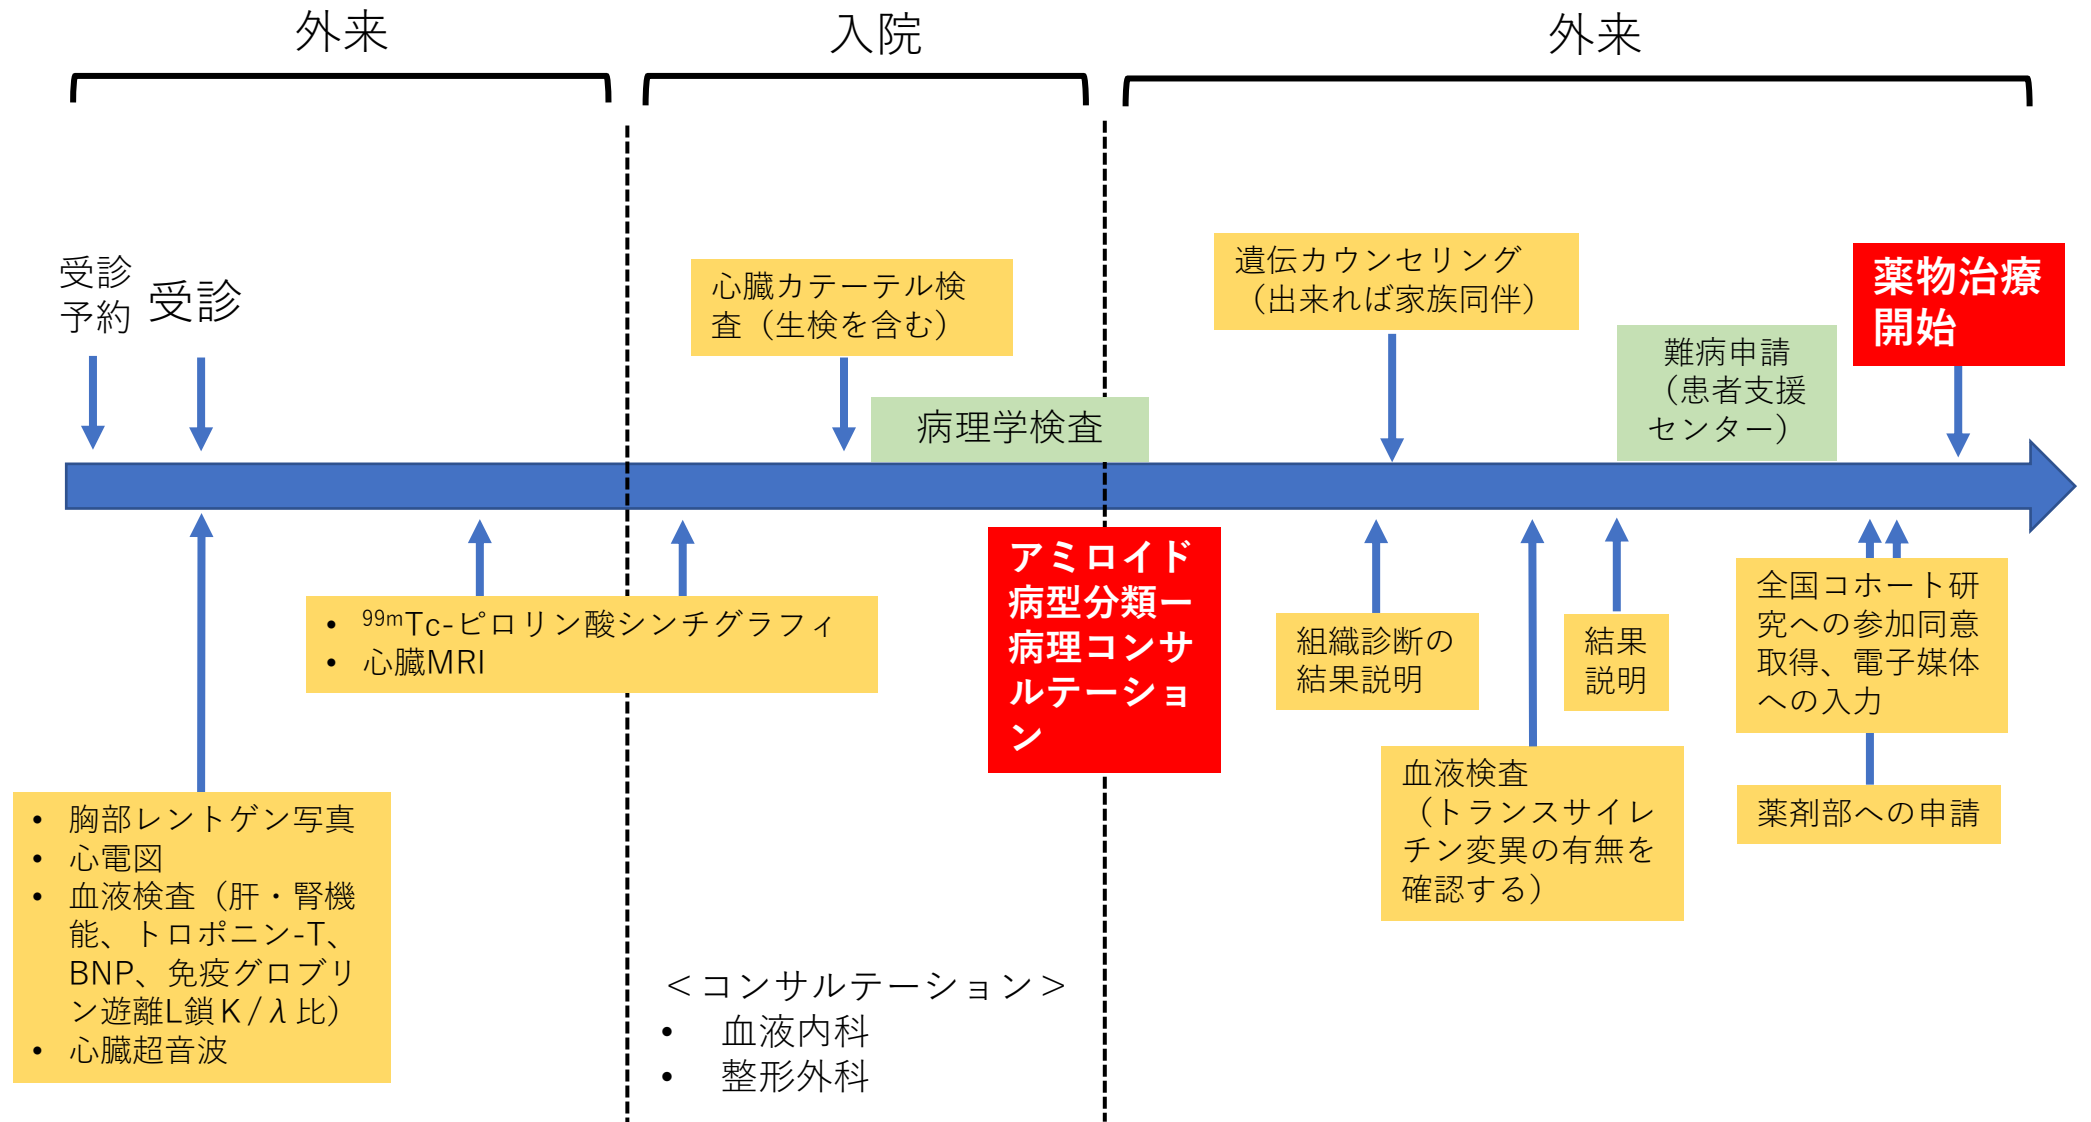 外来
入院
外来
受診
予約
受診
心臓カテーテル検
査（生検を含む）
遺伝カウンセリング
（出来れば家族同伴）
薬物治療
開始
難病申請
（患者支援
センター）
病理学検査
アミロイド
病型分類ー
病理コンサ
ルテーショ
ン
• 99mTc-ピロリン酸シンチグラフィ
• 心臓MRI
組織診断の
結果説明
結果
説明
全国コホート研
究への参加同意
取得、電子媒体
への入力
血液検査
（トランスサイレ
チン変異の有無を
確認する）
薬剤部への申請
• 胸部レントゲン写真
• 心電図
• 血液検査（肝・腎機
能、トロポニン-T、
BNP、免疫グロブリ
ン遊離L鎖Κ/λ比）
• 心臓超音波
＜コンサルテーション＞
• 血液内科
• 整形外科